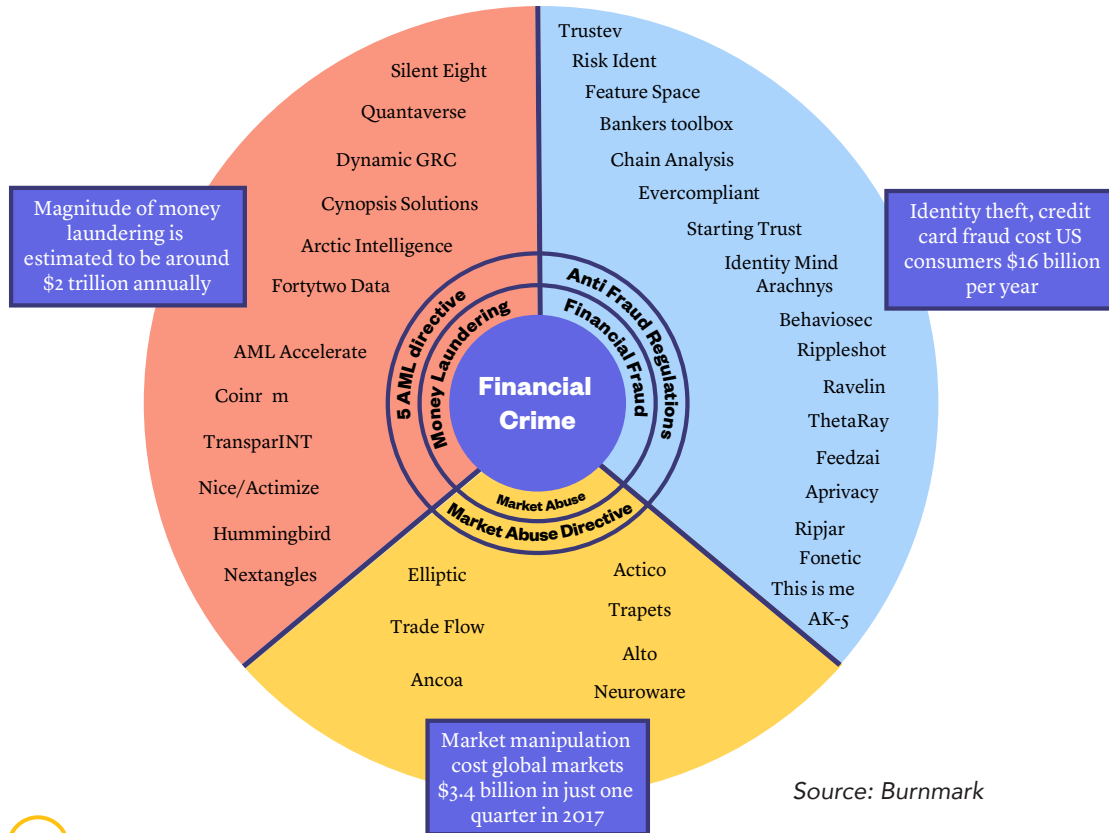 Silent Eight
Quantaverse
Dynamic GRC
Cynopsis Solutions
Arctic Intelligence
Fortytwo Data
AML Accelerate
Coinr m
TransparINT
Nice/Actimize
Hummingbird
Nextangles
Magnitude of money
laundering is
estimated to be around
$2 trillion annually
5 AML directive
Money Laundering
Trustev
Risk Ident
Feature Space
Bankers toolbox
Chain Analysis
Evercompliant
Starting Trust
Identity Mind
Arachnys
Behaviosec
Rippleshot
Ravelin
ThetaRay
Feedzai
Aprivacy
Ripjar
Fonetic
This is me
AK-5
Identity theft, credit
card fraud cost US
consumers $16 billion
per year
Anti Fraud Regulations
Financial Fraud
Financial
Crime
Market Abuse
Market Abuse Directive
Elliptic
Trade Flow
Ancoa
Actico
Trapets
Alto
Neuroware
Market manipulation
cost global markets
$3.4 billion in just one
quarter in 2017
Source: Burnmark